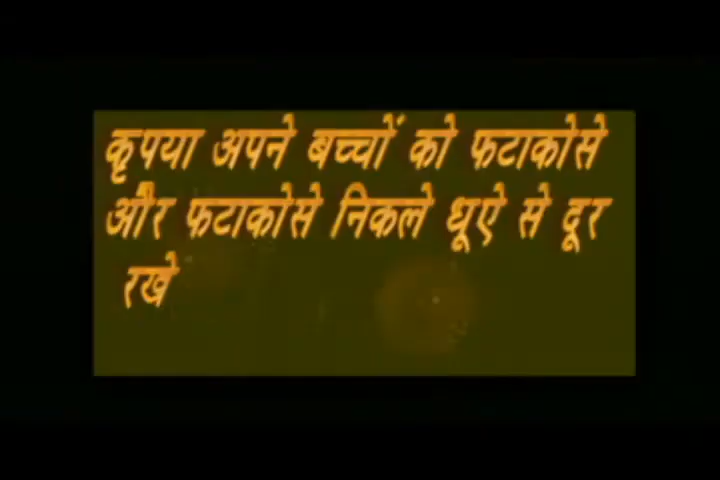 कृपया अपने बच्चों को फटाकोसे
और फटाकोसे निकले धूऐ से दूर
रखे